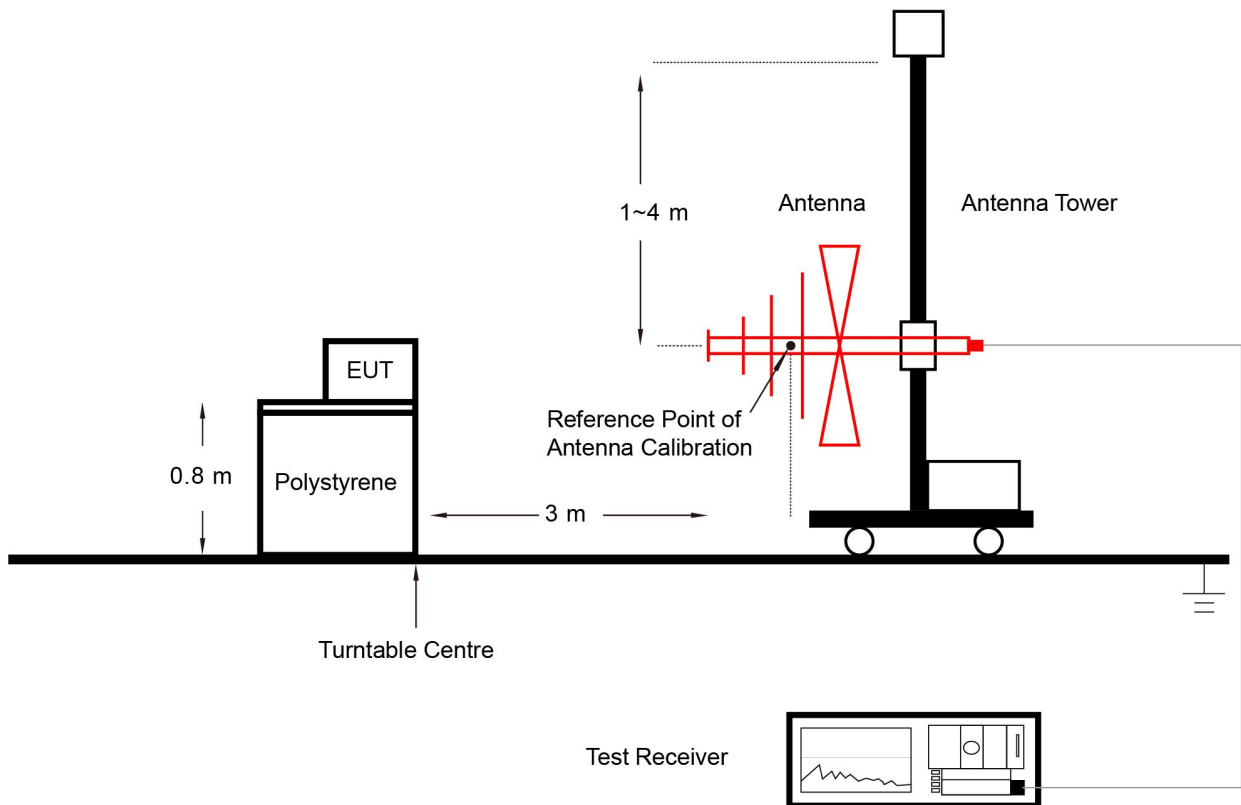 1~4 m
Antenna
Antenna Tower
EUT
Reference Point of
Antenna Calibration
0.8 m
Polystyrene
3 m
Turntable Centre
Test Receiver